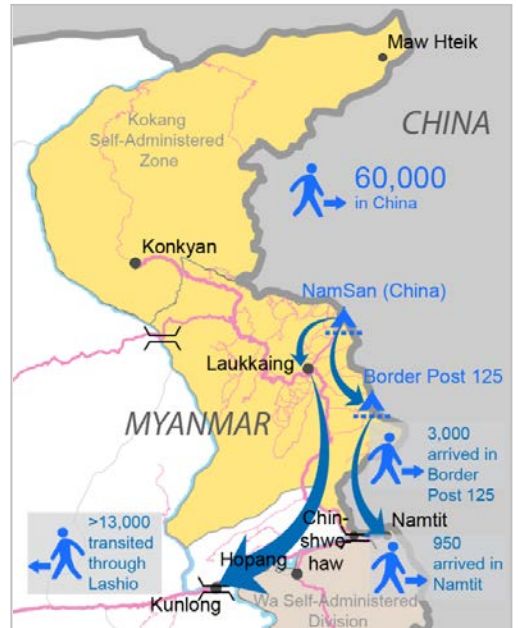 Maw Hteik
Kokang
Self-Administered
Zone
CHINA
60,000
in China
Konkyan
NamSan (China)
Laukkaing
Border Post 125
MYANMAR
3,000
arrived in
Border
Post 125
>13,000
transited
through
Lashio
Chin-
shwe
haw
Namtit
Hopang
950
arrived in
Namtit
Kunlong
Wa Self-Administered
Division